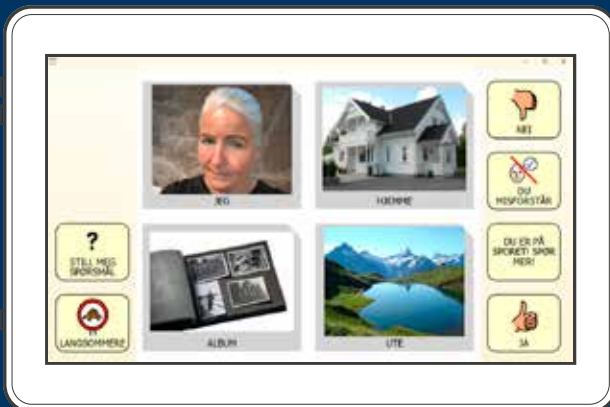 JEG
HJEMME
NEI
DU
MISFORSTÅR
?
STILL MEG
SPØRSMÅL
DU ER PÅ
SPORET! SPØR
MER!
LANGSOMMERE
ALBUM
UTE
JA